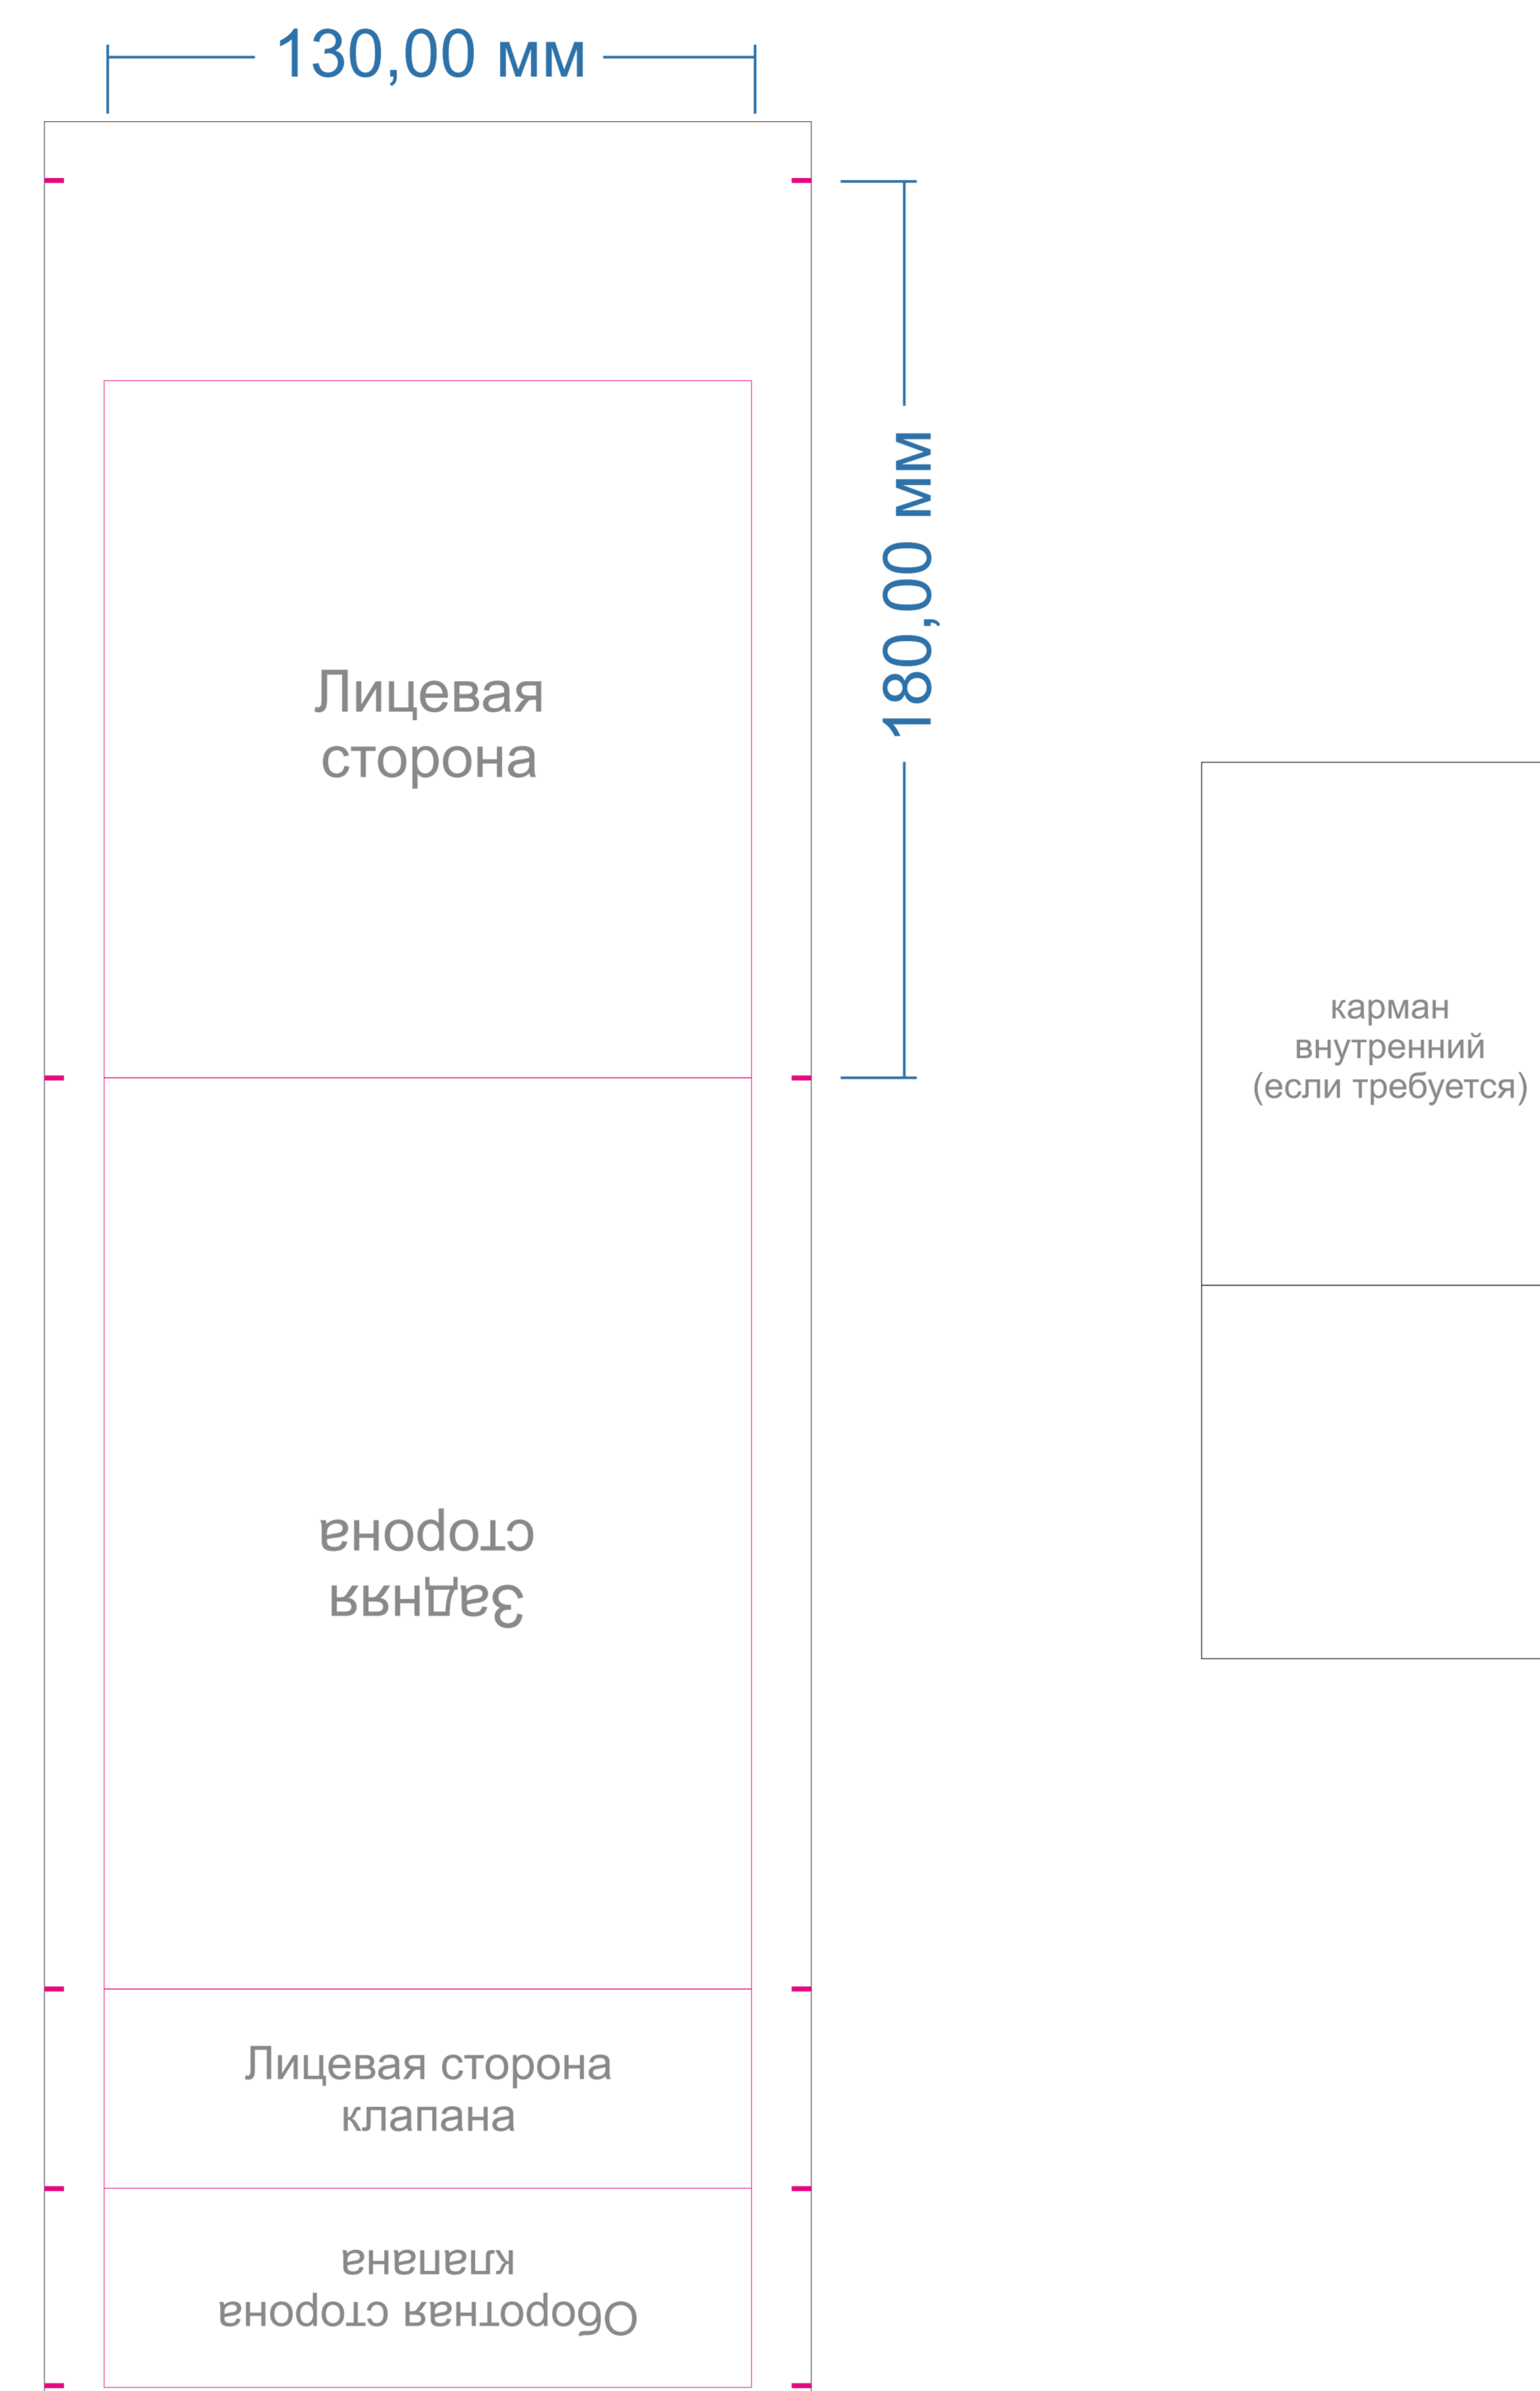 130,00 мм
180,00 мм
Лицевая
сторона
карман
внутренний
(если требуется)
Задняя
сторона
Лицевая сторона
клапана
Оборотная сторона
клапана